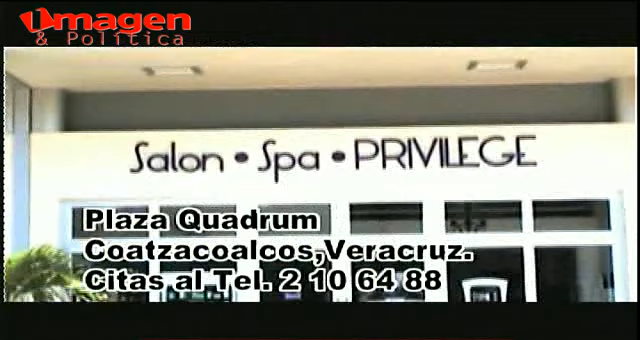 Imagen
& Política
Salon • Spa • PRIVILEGE
Plaza Quadrum
Coatzacoalcos,Veracruz.
Citas al Tel. 2 10 64 88